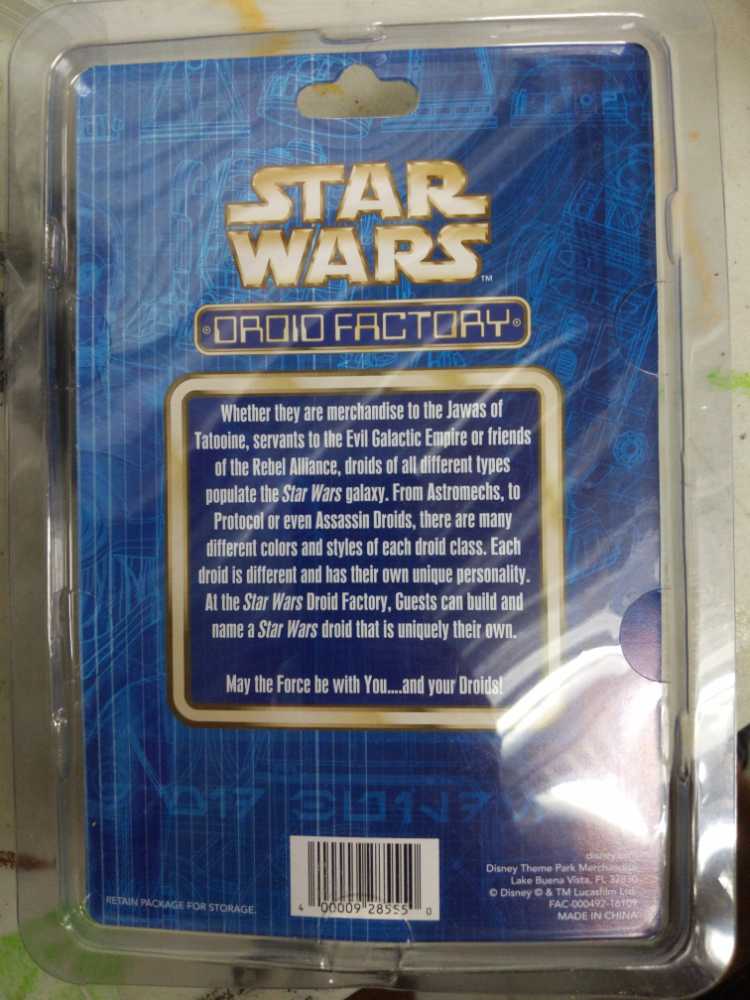 STAR
WARS
TM
DROID FACTORY
Whether they are merchandise to the Jawas of
Tatooine, servants to the Evil Galactic Empire or friends
of the Rebel Alliance, droids of all different types
populate the Star Wars galaxy. From Astromechs, to
Protocol or even Assassin Droids, there are many
different colors and styles of each droid class. Each
droid is different and has their own unique personality.
At the Star Wars Droid Factory, Guests can build and
name a Star Wars droid that is uniquely their own.
May the Force be with You....and your Droids!
RETAIN PACKAGE FOR STORAGE.
4 00009 28555 0
Disney Theme Park Merchandise
Lake Buena Vista, FL 32830
© Disney © & TM Lucasfilm Ltd.
FAC-000492-16109
MADE IN CHINA